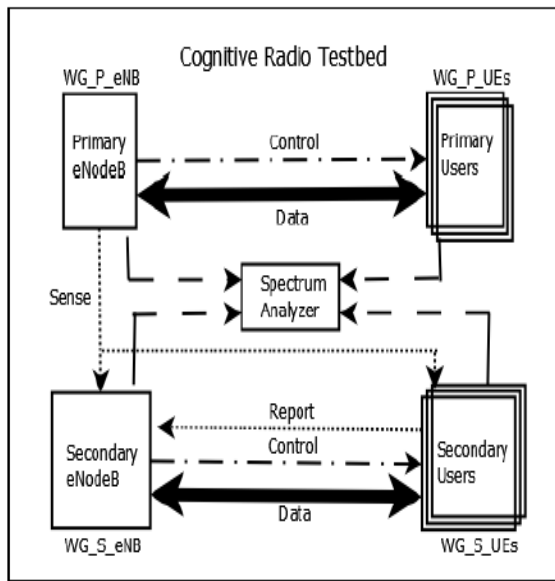 Cognitive Radio Testbed
WG_P_eNB
WG_P_UEs
Primary
eNodeB
Control
Primary
Users
Data
Sense
Spectrum
Analyzer
Report
Secondary
eNodeB
Control
Secondary
Users
Data
WG_S_eNB
WG_S_UEs